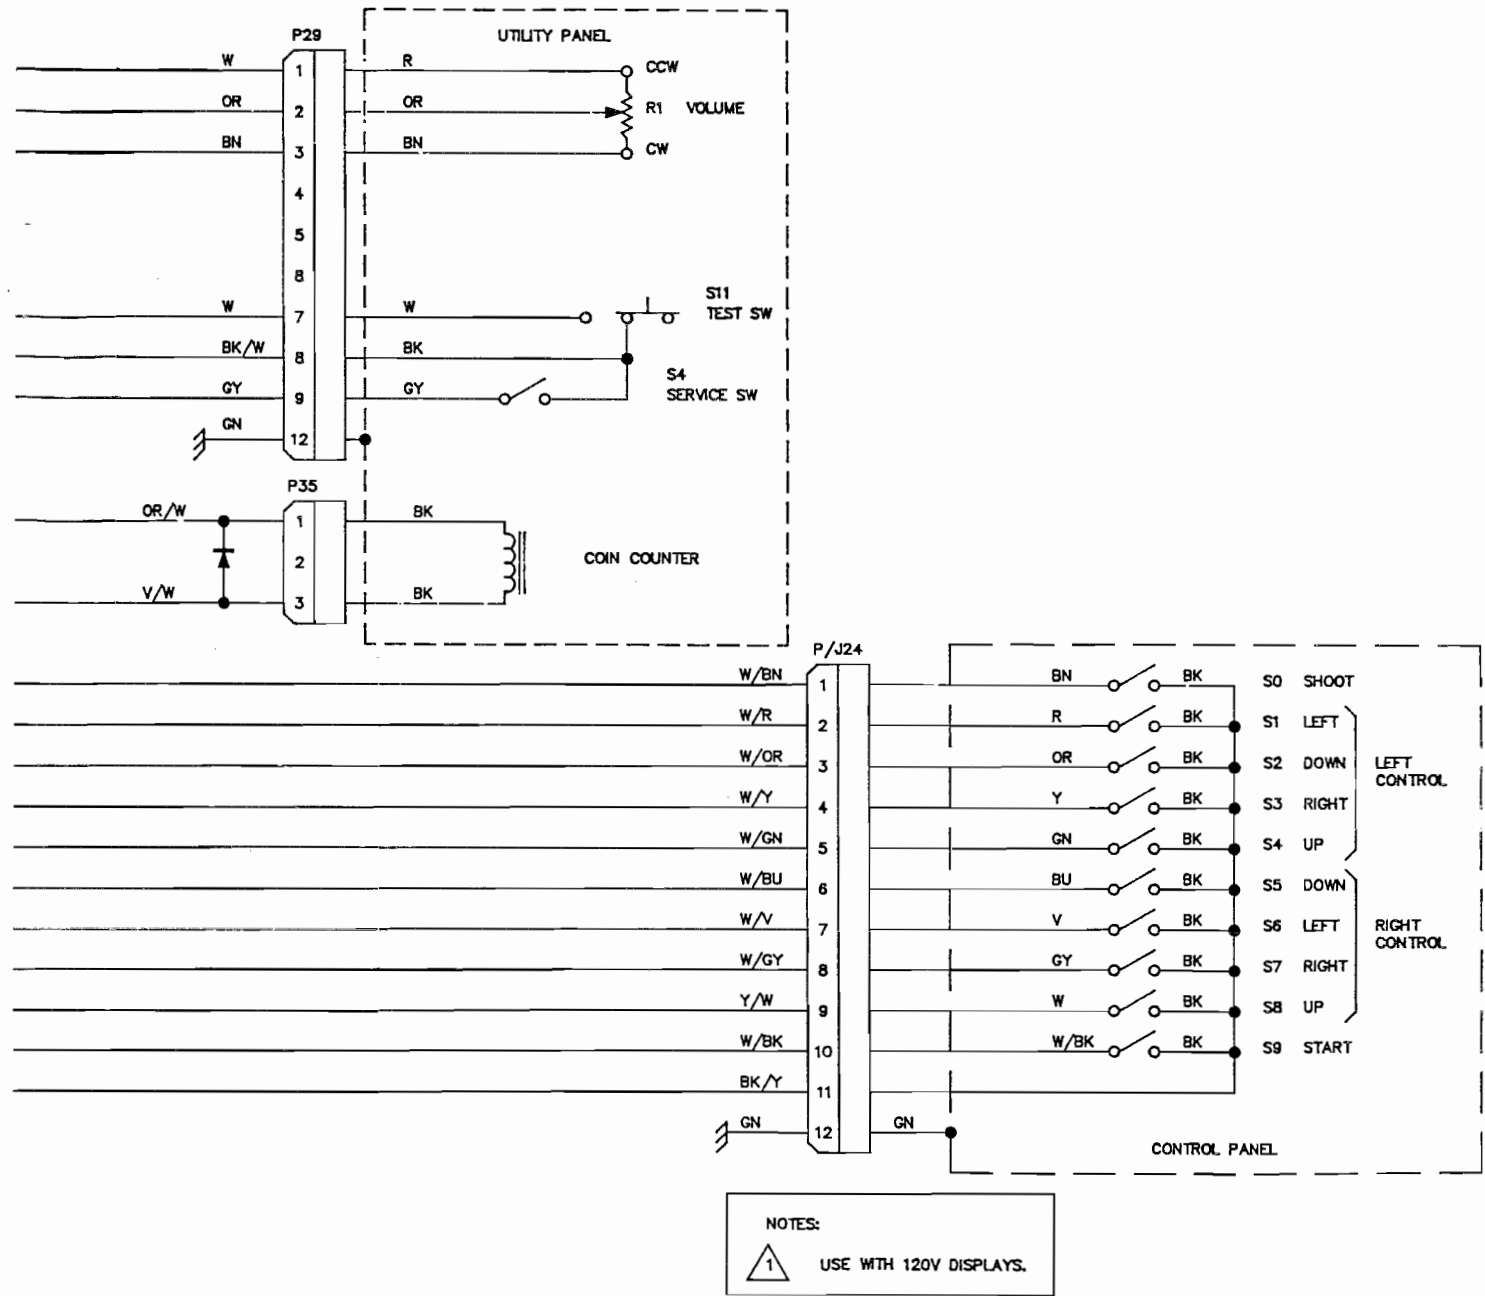 P29
UTILITY PANEL
W 1 R CCW
OR 2 OR R1 VOLUME
BN 3 BN CW
4
5
8
W 7 W S11 TEST SW
BK/W 8 BK
S4 SERVICE SW
GY 9 GY
GN 12
P35
OR/W 1 BK
2 COIN COUNTER
V/W 3 BK
P/J24
W/BN 1 BN BK S0 SHOOT
W/R 2 R BK S1 LEFT
W/OR 3 OR BK S2 DOWN
LEFT CONTROL
W/Y 4 Y BK S3 RIGHT
W/GN 5 GN BK S4 UP
W/BU 6 BU BK S5 DOWN
W/V 7 V BK S6 LEFT
RIGHT CONTROL
W/GY 8 GY BK S7 RIGHT
Y/W 9 W BK S8 UP
W/BK 10 W/BK BK S9 START
BK/Y 11
GN 12 GN
CONTROL PANEL
NOTES:
1 USE WITH 120V DISPLAYS.